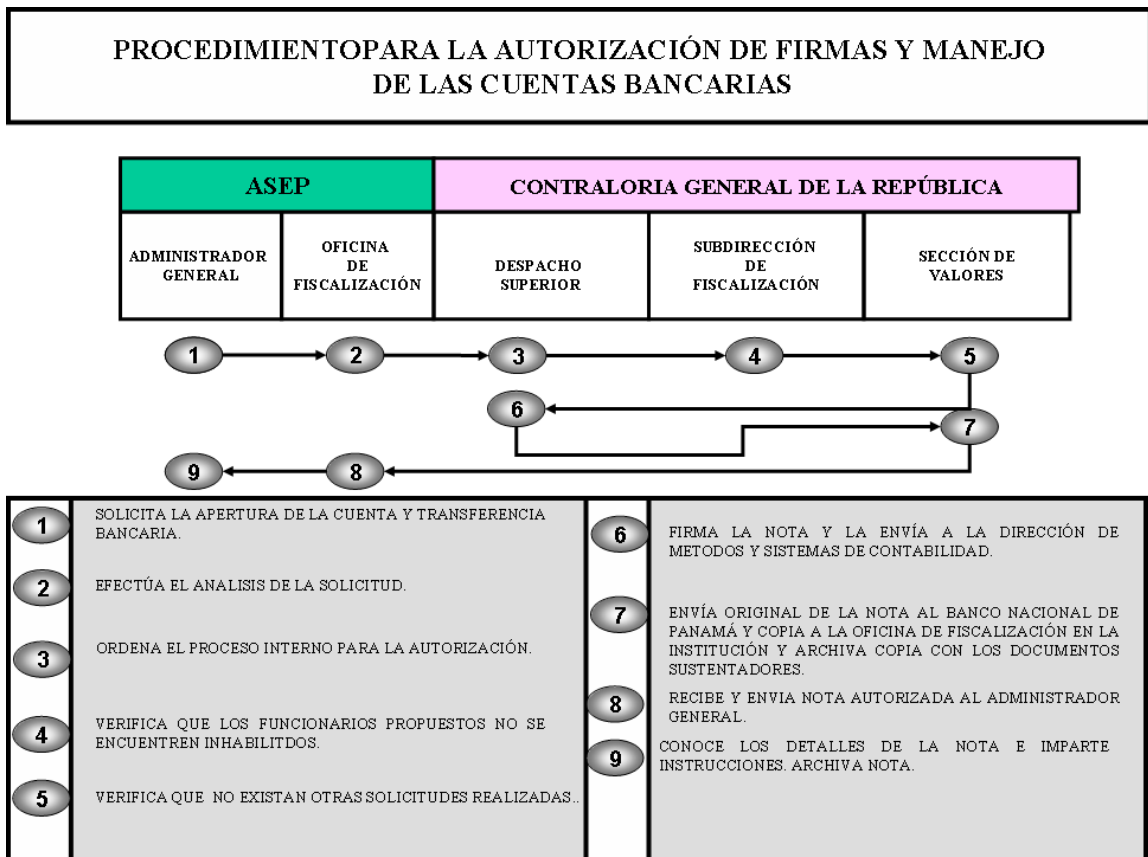 PROCEDIMIENTOPARA LA AUTORIZACIÓN DE FIRMAS Y MANEJO
DE LAS CUENTAS BANCARIAS
ASEP
CONTRALORIA GENERAL DE LA REPÚBLICA
ADMINISTRADOR
GENERAL
OFICINA
DE
FISCALIZACIÓN
DESPACHO
SUPERIOR
SUBDIRECCIÓN
DE
FISCALIZACIÓN
SECCIÓN DE
VALORES
1
2
3
4
5
6
7
9
8
1
SOLICITA LA APERTURA DE LA CUENTA Y TRANSFERENCIA
BANCARIA.
2
EFECTÚA EL ANALISIS DE LA SOLICITUD.
3
ORDENA EL PROCESO INTERNO PARA LA AUTORIZACIÓN.
4
VERIFICA QUE LOS FUNCIONARIOS PROPUESTOS NO SE
ENCUENTREN INHABILITDOS.
5
VERIFICA QUE NO EXISTAN OTRAS SOLICITUDES REALIZADAS..
6
FIRMA LA NOTA Y LA ENVÍA A LA DIRECCIÓN DE
METODOS Y SISTEMAS DE CONTABILIDAD.
7
ENVÍA ORIGINAL DE LA NOTA AL BANCO NACIONAL DE
PANAMÁ Y COPIA A LA OFICINA DE FISCALIZACIÓN EN LA
INSTITUCIÓN Y ARCHIVA COPIA CON LOS DOCUMENTOS
SUSTENTADORES.
8
RECIBE Y ENVIA NOTA AUTORIZADA AL ADMINISTRADOR
GENERAL.
9
CONOCE LOS DETALLES DE LA NOTA E IMPARTE
INSTRUCCIONES. ARCHIVA NOTA.